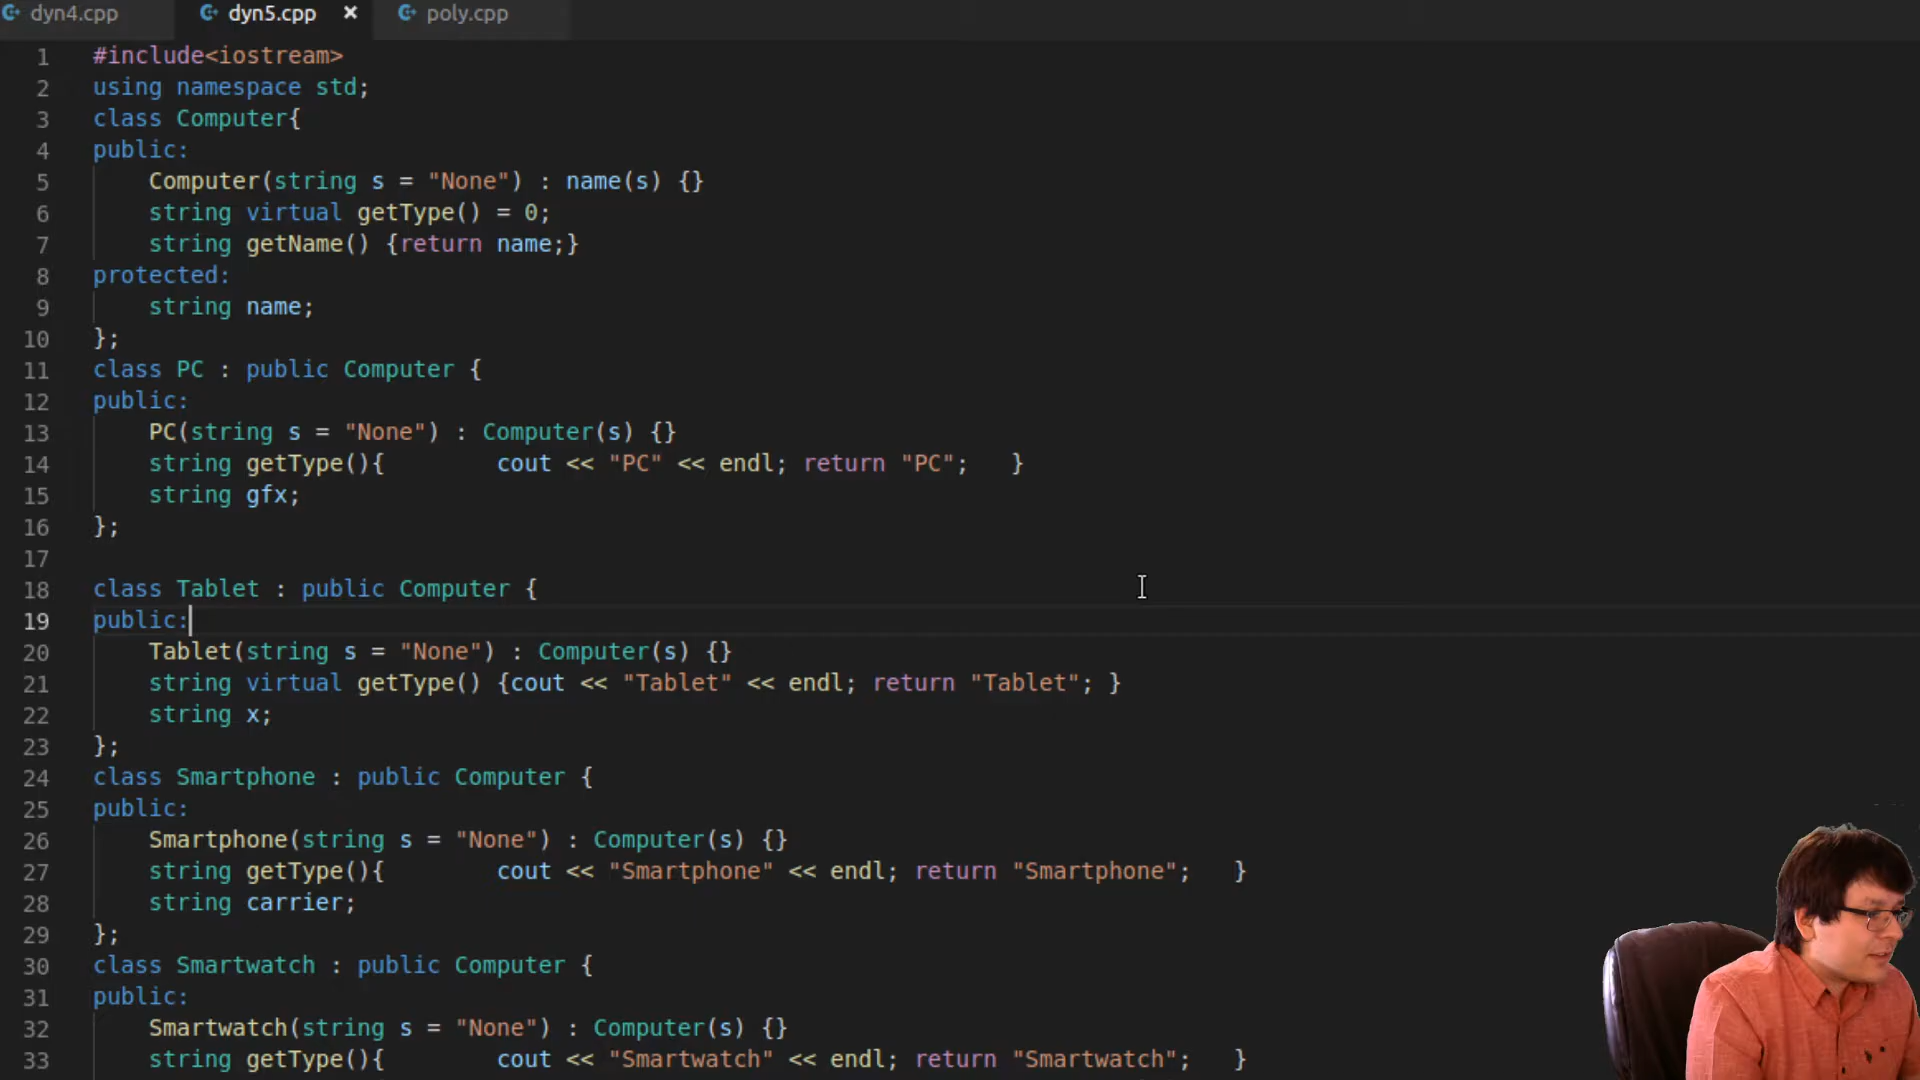 dyn4.cpp dyn5.cpp × poly.cpp
1 #include<iostream>
2 using namespace std;
3 class Computer{
4 public:
5 Computer(string s = "None") : name(s) {}
6 string virtual getType() = 0;
7 string getName() {return name;}
8 protected:
9 string name;
10 };
11 class PC : public Computer {
12 public:
13 PC(string s = "None") : Computer(s) {}
14 string getType(){ cout << "PC" << endl; return "PC"; }
15 string gfx;
16 };
17
18 class Tablet : public Computer {
19 public:
20 Tablet(string s = "None") : Computer(s) {}
21 string virtual getType() {cout << "Tablet" << endl; return "Tablet"; }
22 string x;
23 };
24 class Smartphone : public Computer {
25 public:
26 Smartphone(string s = "None") : Computer(s) {}
27 string getType(){ cout << "Smartphone" << endl; return "Smartphone"; }
28 string carrier;
29 };
30 class Smartwatch : public Computer {
31 public:
32 Smartwatch(string s = "None") : Computer(s) {}
33 string getType(){ cout << "Smartwatch" << endl; return "Smartwatch"; }